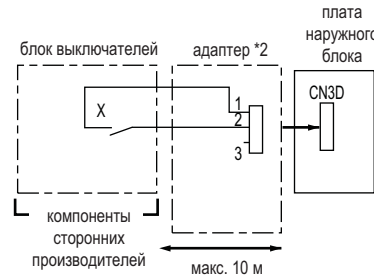 плата
наружного
блока
блок выключателей
адаптер *2
CN3D
X
1
2
3
компоненты
сторонних
производителей
макс. 10 м